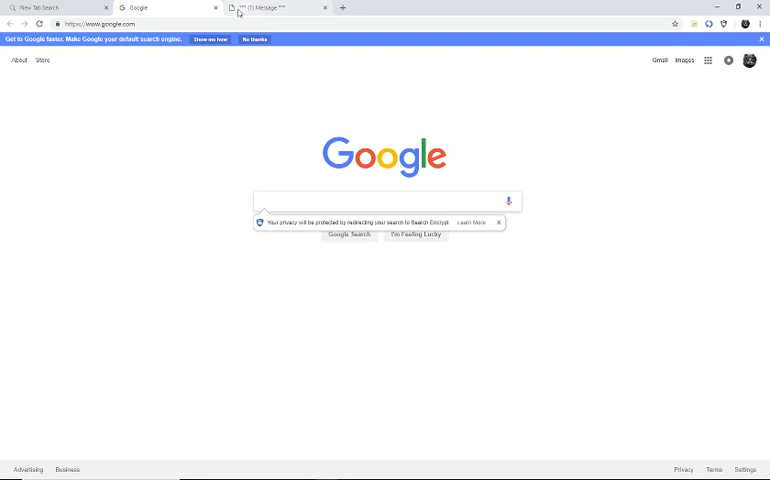 New Tab Search
Google
*** (1) Message ***
https://www.google.com
Get to Google faster. Make Google your default search engine. Show me how No thanks
About Store
Gmail Images
Google
Your privacy will be protected by redirecting your search to Search Encrypt Learn More X
Google Search I'm Feeling Lucky
Advertising Business
Privacy Terms Settings